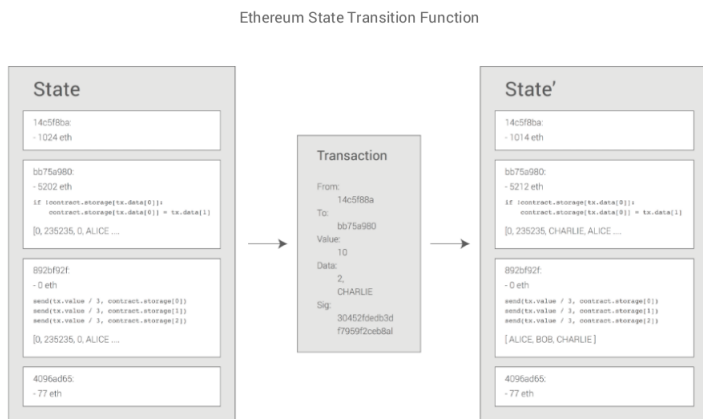 Ethereum State Transition Function
State
14c5f8ba:
- 1024 eth
bb75a980:
- 5202 eth
if !contract.storage[tx.data[0]]:
contract.storage[tx.data[0]] = tx.data[1]
[0, 235235, 0, ALICE ....
892bf92f:
- 0 eth
send(tx.value / 3, contract.storage[0])
send(tx.value / 3, contract.storage[1])
send(tx.value / 3, contract.storage[2])
[0, 235235, 0, ALICE ....
4096ad65:
- 77 eth
Transaction
From:
14c5f88a
To:
bb75a980
Value:
10
Data:
2,
CHARLIE
Sig:
30452fdedb3d
f7959f2ceb8a1
State'
14c5f8ba:
- 1014 eth
bb75a980:
- 5212 eth
if !contract.storage[tx.data[0]]:
contract.storage[tx.data[0]] = tx.data[1]
[0, 235235, CHARLIE, ALICE ....
892bf92f:
- 0 eth
send(tx.value / 3, contract.storage[0])
send(tx.value / 3, contract.storage[1])
send(tx.value / 3, contract.storage[2])
[ ALICE, BOB, CHARLIE ]
4096ad65:
- 77 eth